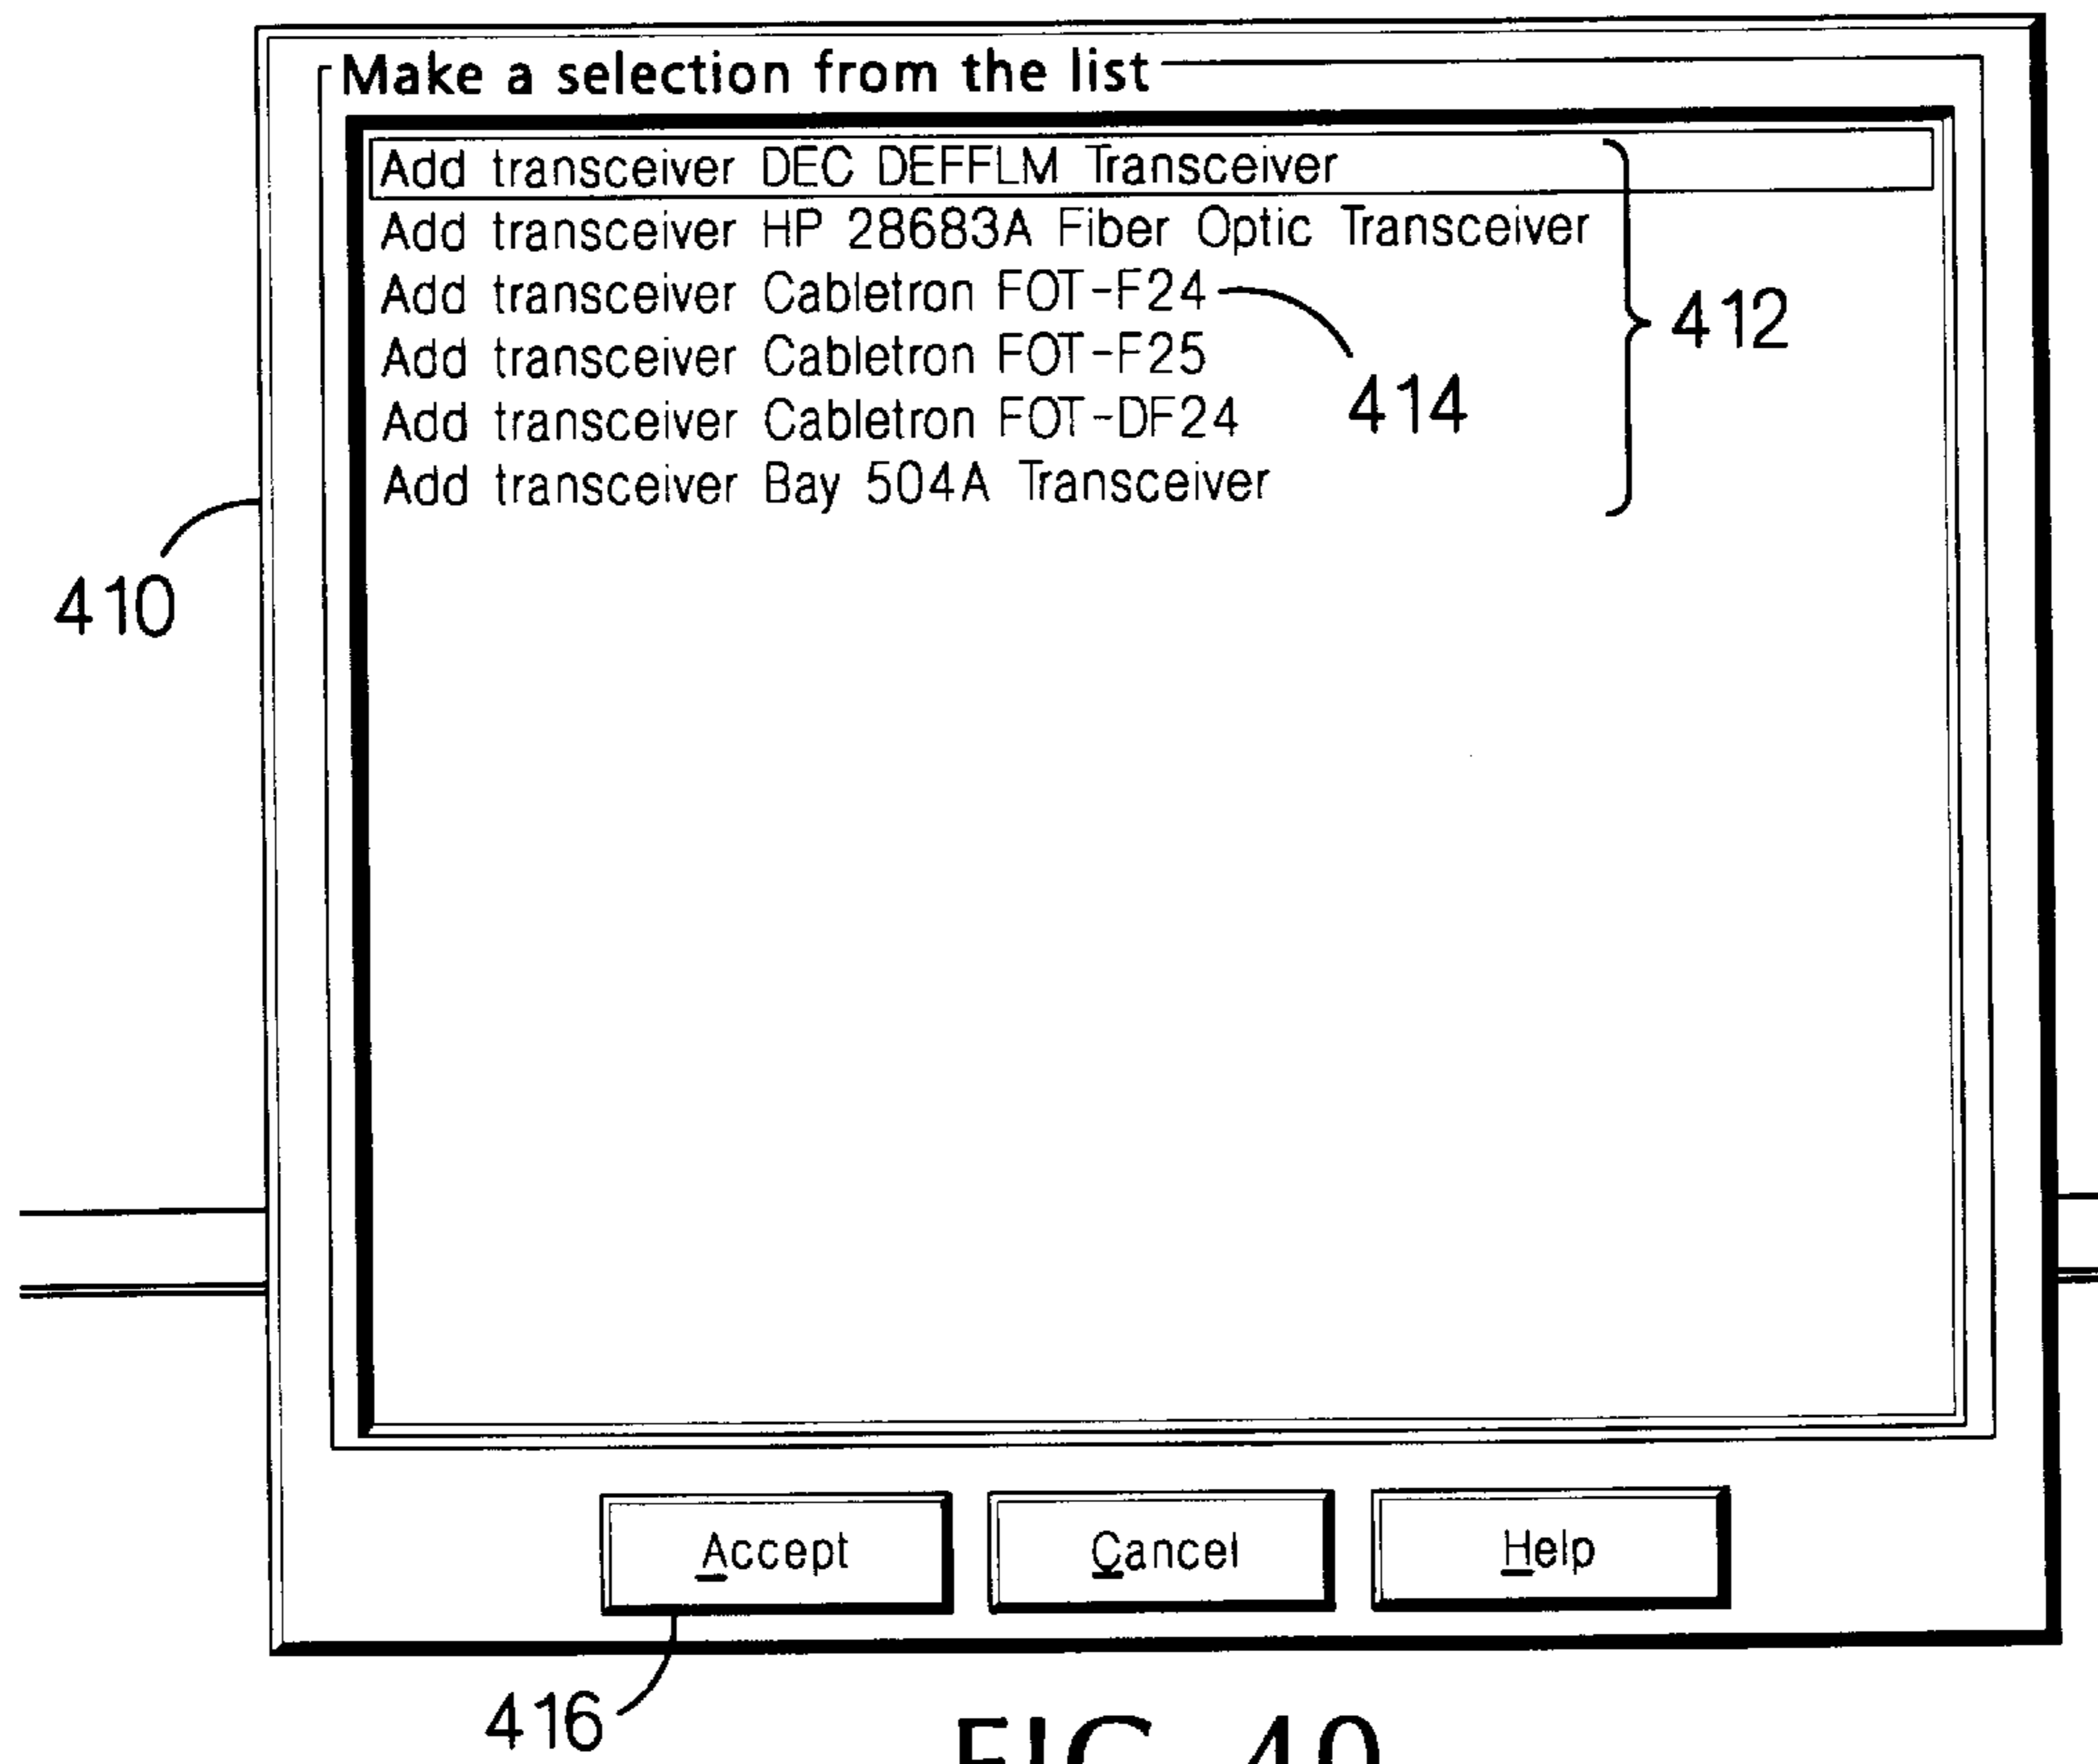 Make a selection from the list
Add transceiver DEC DEFFLM Transceiver
Add transceiver HP 28683A Fiber Optic Transceiver
Add transceiver Cabletron FOT-F24
Add transceiver Cabletron FOT-F25
Add transceiver Cabletron FOT-DF24
Add transceiver Bay 504A Transceiver
412
414
410
Accept Cancel Help
416
FIG. 40